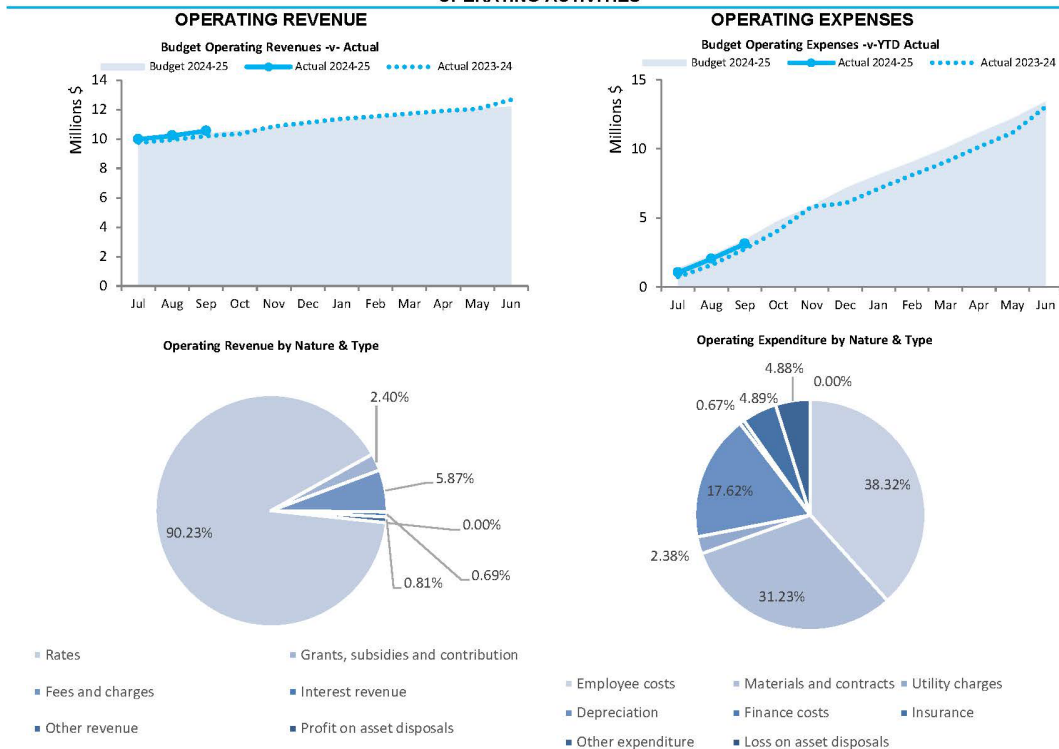 OPERATING REVENUE
Budget Operating Revenues -v- Actual
Budget 2024-25 Actual 2024-25 Actual 2023-24
Millions $
14
12
10
8
6
4
2
0
Jul Aug Sep Oct Nov Dec Jan Feb Mar Apr May Jun
OPERATING EXPENSES
Budget Operating Expenses -v-YTD Actual
Budget 2024-25 Actual 2024-25 Actual 2023-24
Millions $
15
10
5
0
Jul Aug Sep Oct Nov Dec Jan Feb Mar Apr May Jun
Operating Revenue by Nature & Type
2.40%
5.87%
90.23%
0.00%
0.69%
0.81%
Rates Grants, subsidies and contribution
Fees and charges Interest revenue
Other revenue Profit on asset disposals
Operating Expenditure by Nature & Type
4.88%
0.00%
0.67% 4.89%
38.32%
17.62%
2.38%
31.23%
Employee costs Materials and contracts Utility charges
Depreciation Finance costs Insurance
Other expenditure Loss on asset disposals